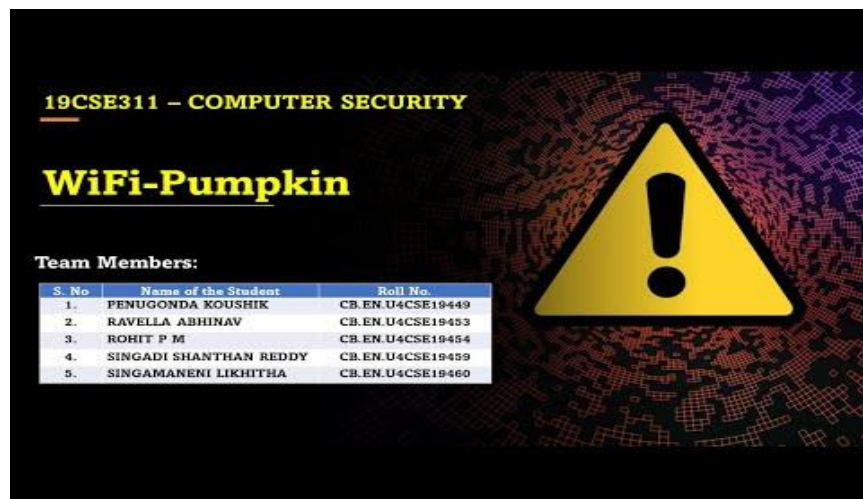 19CSE311 – COMPUTER SECURITY
WiFi-Pumpkin
Team Members:
S. No Name of the Student Roll No.
1. PENUGONDA KOUSHIK CB.EN.U4CSE19449
2. RAVELLA ABHINAV CB.EN.U4CSE19453
3. ROHIT P M CB.EN.U4CSE19454
4. SINGADI SHANTHAN REDDY CB.EN.U4CSE19459
5. SINGAMANENI LIKHITHA CB.EN.U4CSE19460